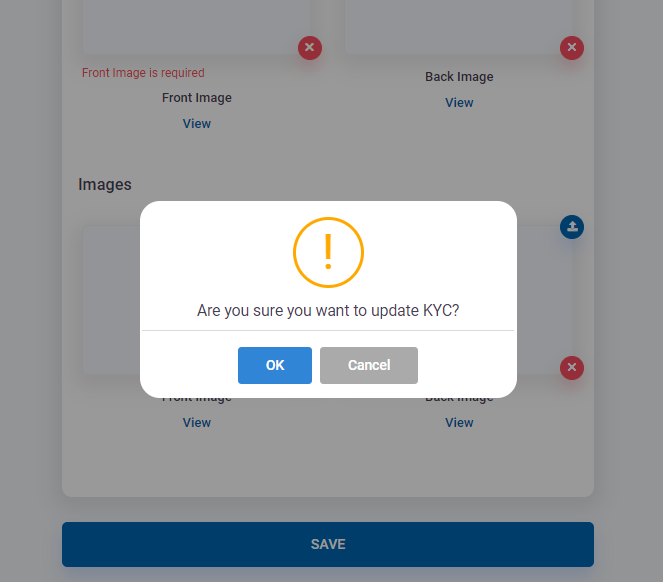 Front Image is required
Front Image
View
Back Image
View
Images
!
Are you sure you want to update KYC?
OK
Cancel
Front Image
View
Back Image
View
SAVE